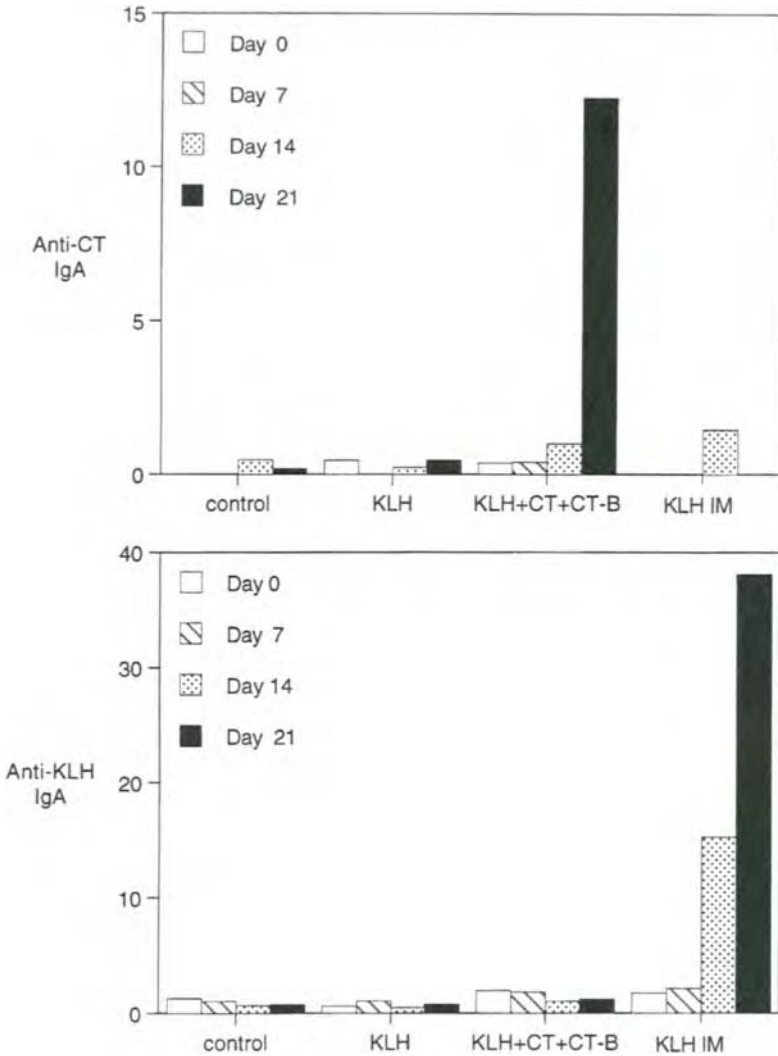 15
Day 0
Day 7
Day 14
Day 21
10
Anti-CT
IgA
5
0
control KLH KLH+CT+CT-B KLH IM
40
Day 0
Day 7
30
Day 14
Day 21
Anti-KLH
IgA
20
10
0
control KLH KLH+CT+CT-B KLH IM